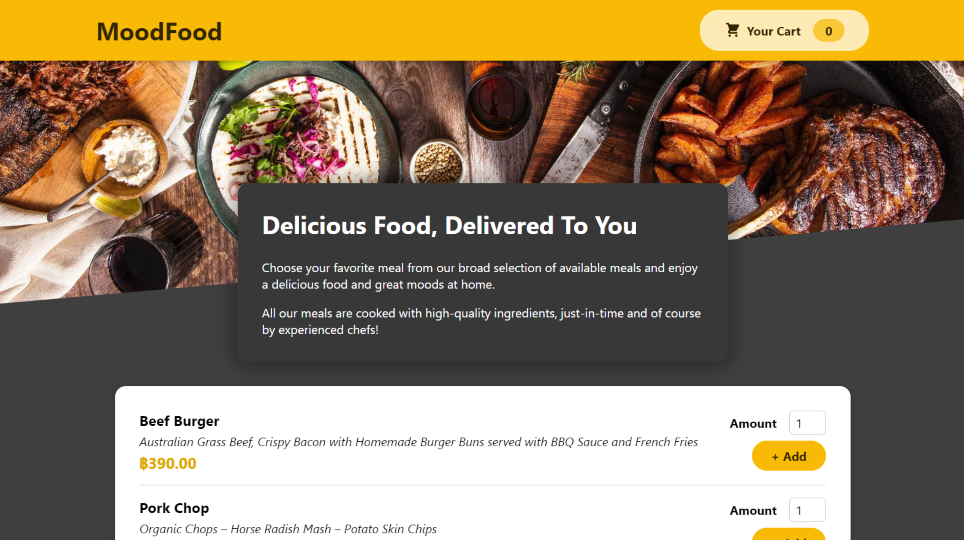 MoodFood
Your Cart 0
Delicious Food, Delivered To You
Choose your favorite meal from our broad selection of available meals and enjoy
a delicious food and great moods at home.
All our meals are cooked with high-quality ingredients, just-in-time and of course
by experienced chefs!
Beef Burger
Australian Grass Beef, Crispy Bacon with Homemade Burger Buns served with BBQ Sauce and French Fries
฿390.00
Amount 1
+ Add
Pork Chop
Organic Chops – Horse Radish Mash – Potato Skin Chips
Amount 1